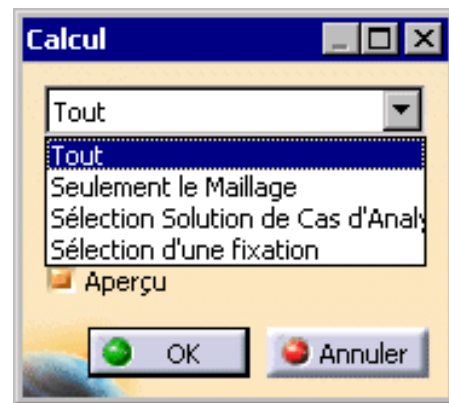 Calcul
Tout
Tout
Seulement le Maillage
Sélection Solution de Cas d'Analy
Sélection d'une fixation
Aperçu
OK Annuler